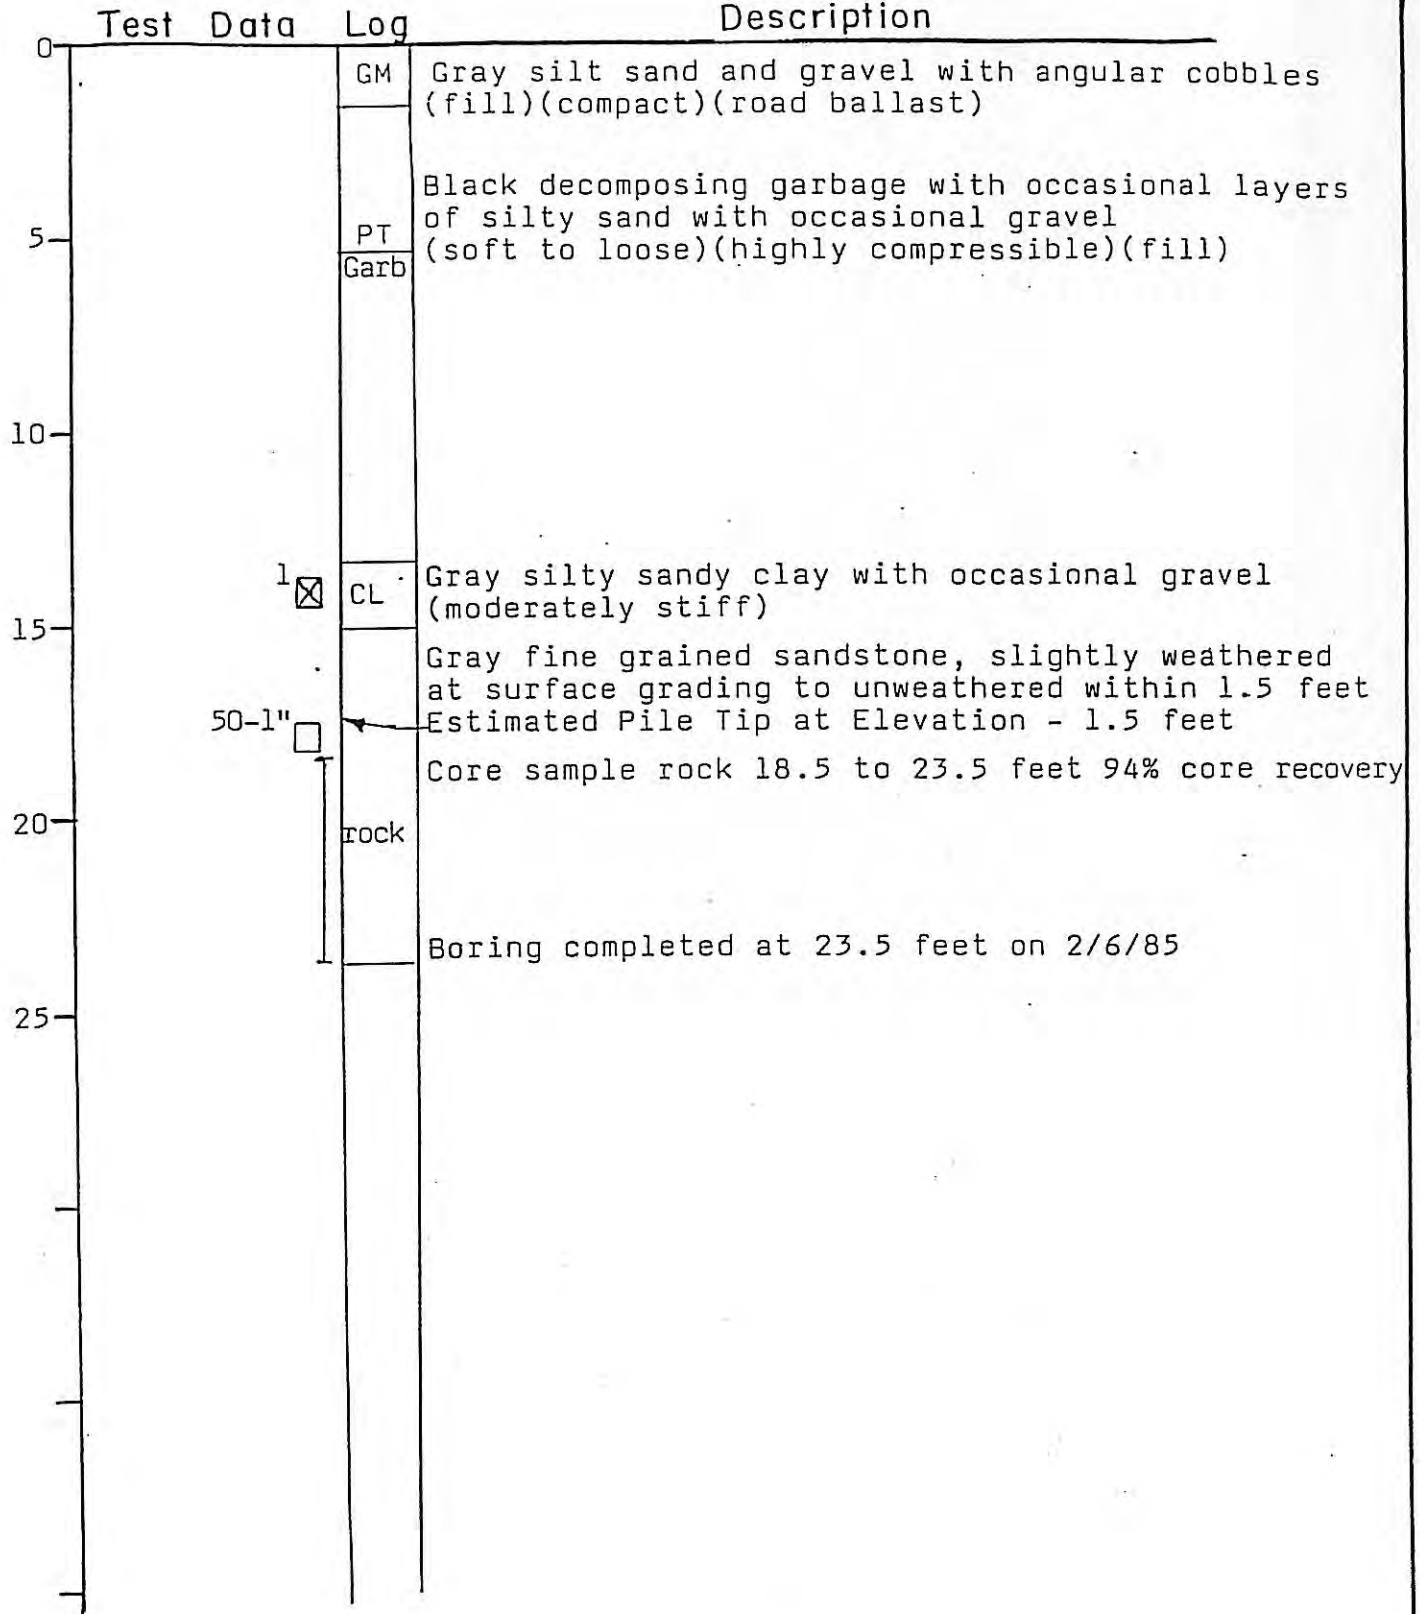 Test Data Log Description
0
GM Gray silt sand and gravel with angular cobbles
(fill)(compact)(road ballast)
Black decomposing garbage with occasional layers
of silty sand with occasional gravel
5 PT (soft to loose)(highly compressible)(fill)
Garb
10
1 CL Gray silty sandy clay with occasional gravel
(moderately stiff)
15
Gray fine grained sandstone, slightly weathered
at surface grading to unweathered within 1.5 feet
50-1" Estimated Pile Tip at Elevation - 1.5 feet
Core sample rock 18.5 to 23.5 feet 94% core recovery
20 rock
Boring completed at 23.5 feet on 2/6/85
25